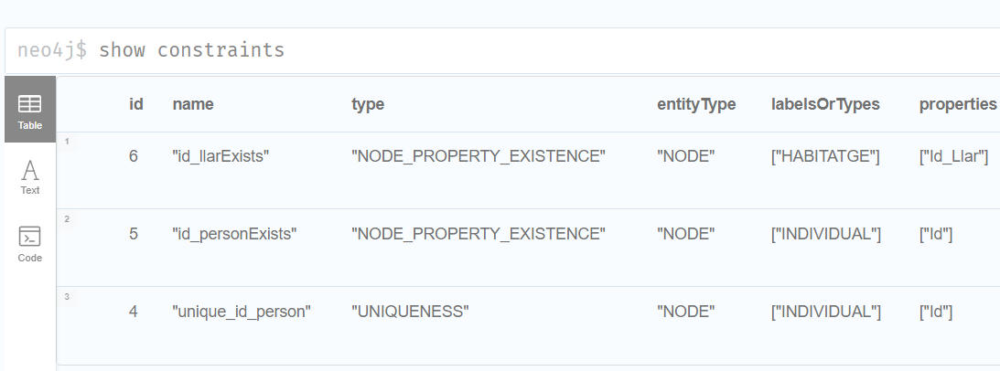 neo4j$ show constraints
Table
Text
Code
id name type entityType labelsOrTypes properties
1
6 "id_llarExists" "NODE_PROPERTY_EXISTENCE" "NODE" ["HABITATGE"] ["Id_Llar"]
2
5 "id_personExists" "NODE_PROPERTY_EXISTENCE" "NODE" ["INDIVIDUAL"] ["Id"]
3
4 "unique_id_person" "UNIQUENESS" "NODE" ["INDIVIDUAL"] ["Id"]